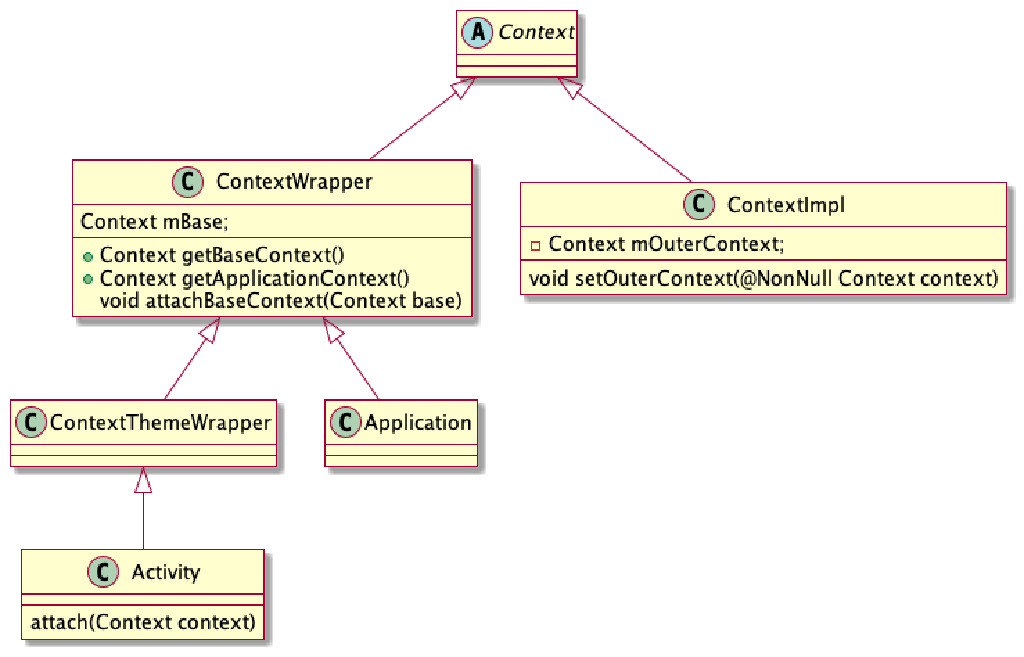 A Context
C ContextWrapper
Context mBase;
Context getBaseContext()
Context getApplicationContext()
void attachBaseContext(Context base)
C ContextImpl
Context mOuterContext;
void setOuterContext(@NonNull Context context)
C ContextThemeWrapper
C Application
C Activity
attach(Context context)